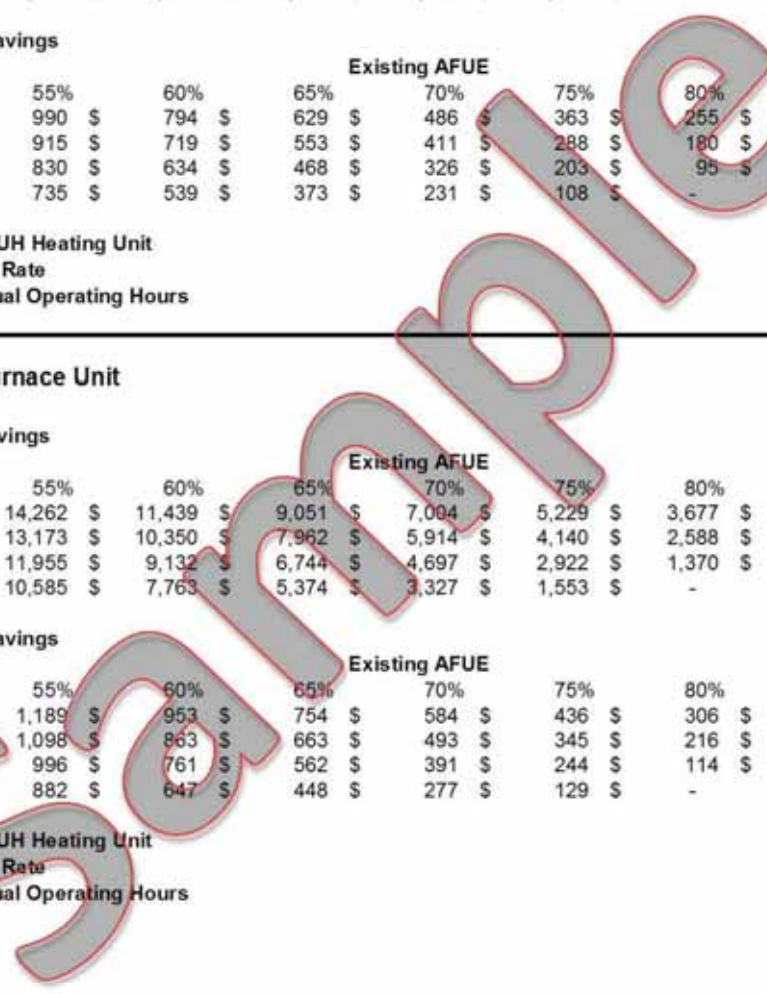 avings
Existing AFUE
55% 60% 65% 70% 75% 80%
990 $ 794 $ 629 $ 486 $ 363 $ 255 $
915 $ 719 $ 553 $ 411 $ 288 $ 180 $
830 $ 634 $ 468 $ 326 $ 203 $ 95 $
735 $ 539 $ 373 $ 231 $ 108 $ -
UH Heating Unit
Rate
ual Operating Hours
rnace Unit
vings
Existing AFUE
55% 60% 65% 70% 75% 80%
14,262 $ 11,439 $ 9,051 $ 7,004 $ 5,229 $ 3,677 $
13,173 $ 10,350 $ 7,962 $ 5,914 $ 4,140 $ 2,588 $
11,955 $ 9,132 $ 6,744 $ 4,697 $ 2,922 $ 1,370 $
10,585 $ 7,763 $ 5,374 $ 3,327 $ 1,553 $ -
avings
Existing AFUE
55% 60% 65% 70% 75% 80%
1,189 $ 953 $ 754 $ 584 $ 436 $ 306 $
1,098 $ 863 $ 663 $ 493 $ 345 $ 216 $
996 $ 761 $ 562 $ 391 $ 244 $ 114 $
882 $ 647 $ 448 $ 277 $ 129 $ -
UH Heating Unit
Rate
ual Operating Hours
Sample